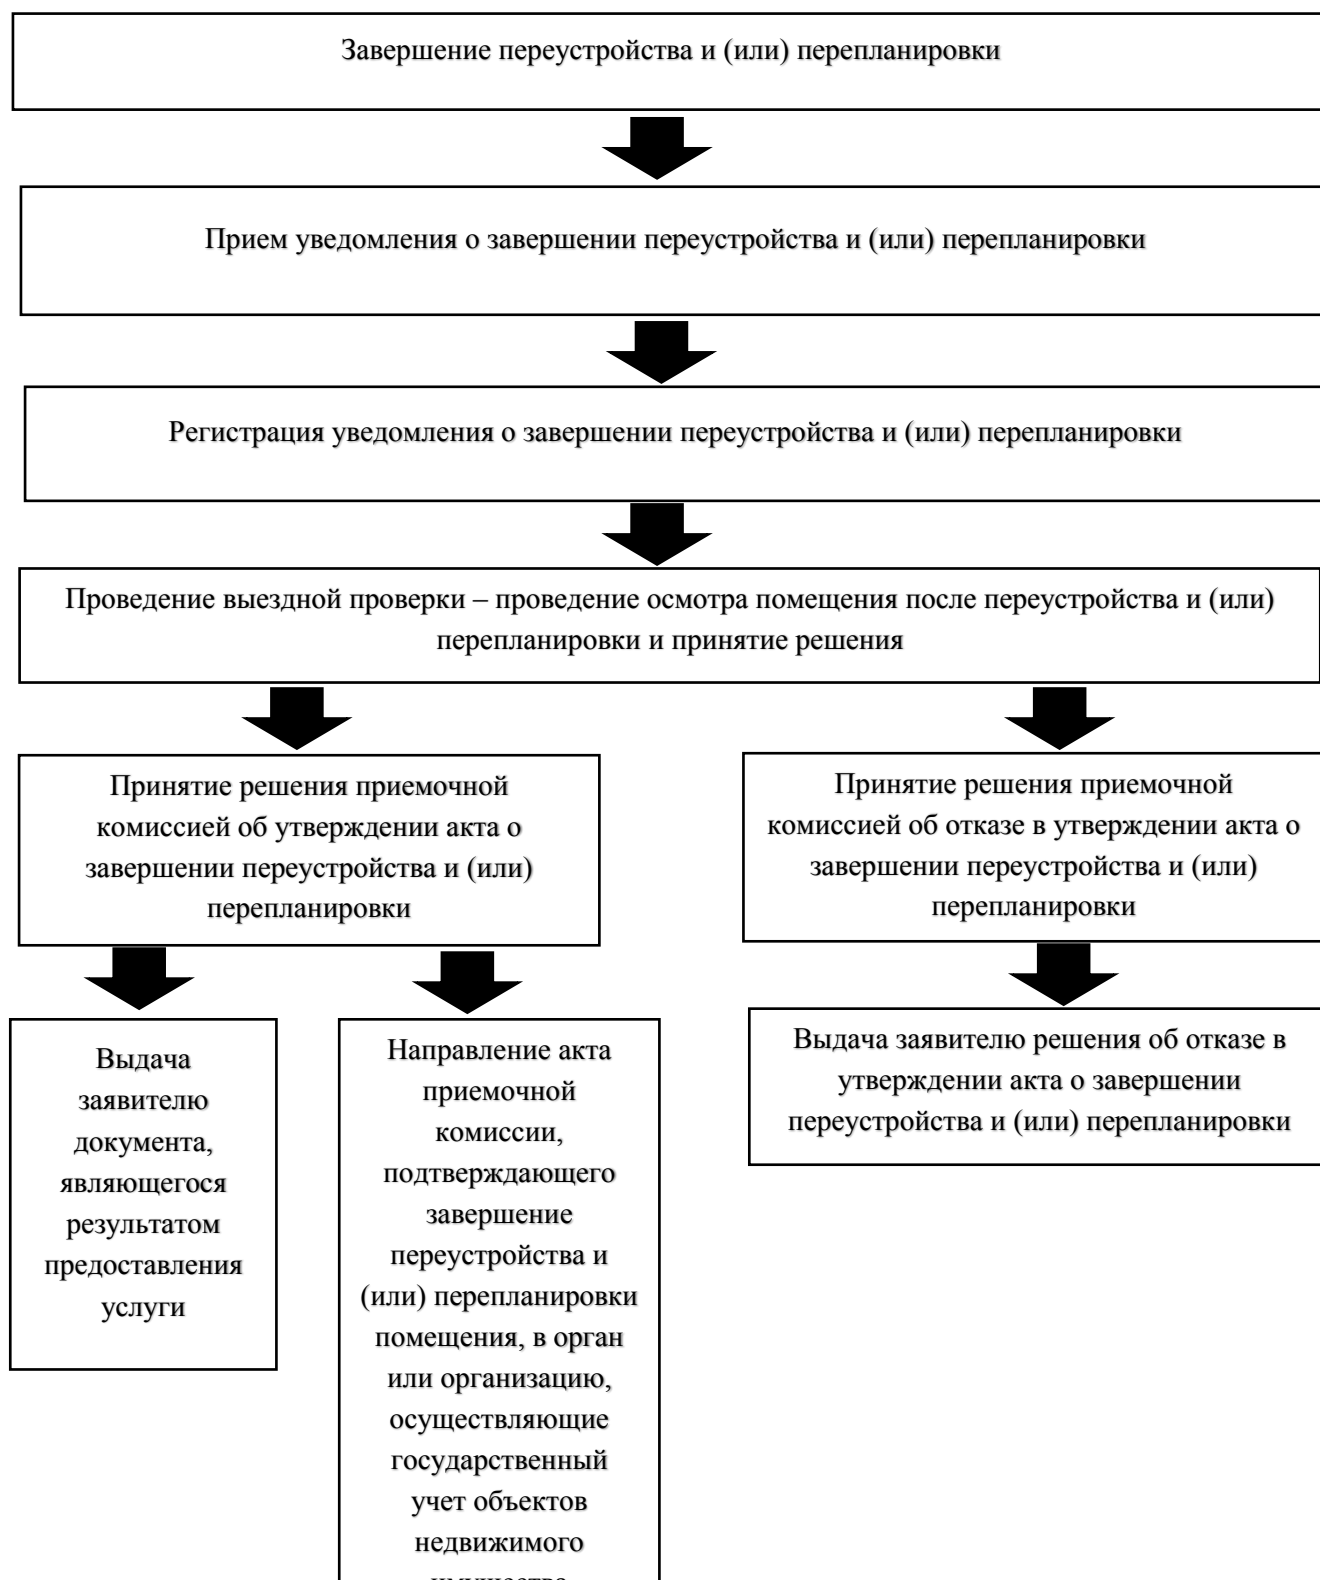 Завершение переустройства и (или) перепланировки
Прием уведомления о завершении переустройства и (или) перепланировки
Регистрация уведомления о завершении переустройства и (или) перепланировки
Проведение выездной проверки – проведение осмотра помещения после переустройства и (или)
перепланировки и принятие решения
Принятие решения приемочной
комиссией об утверждении акта о
завершении переустройства и (или)
перепланировки
Принятие решения приемочной
комиссией об отказе в утверждении акта о
завершении переустройства и (или)
перепланировки
Выдача
заявителю
документа,
являющегося
результатом
предоставления
услуги
Направление акта
приемочной
комиссии,
подтверждающего
завершение
переустройства и
(или) перепланировки
помещения, в орган
или организацию,
осуществляющие
государственный
учет объектов
недвижимого
Выдача заявителю решения об отказе в
утверждении акта о завершении
переустройства и (или) перепланировки